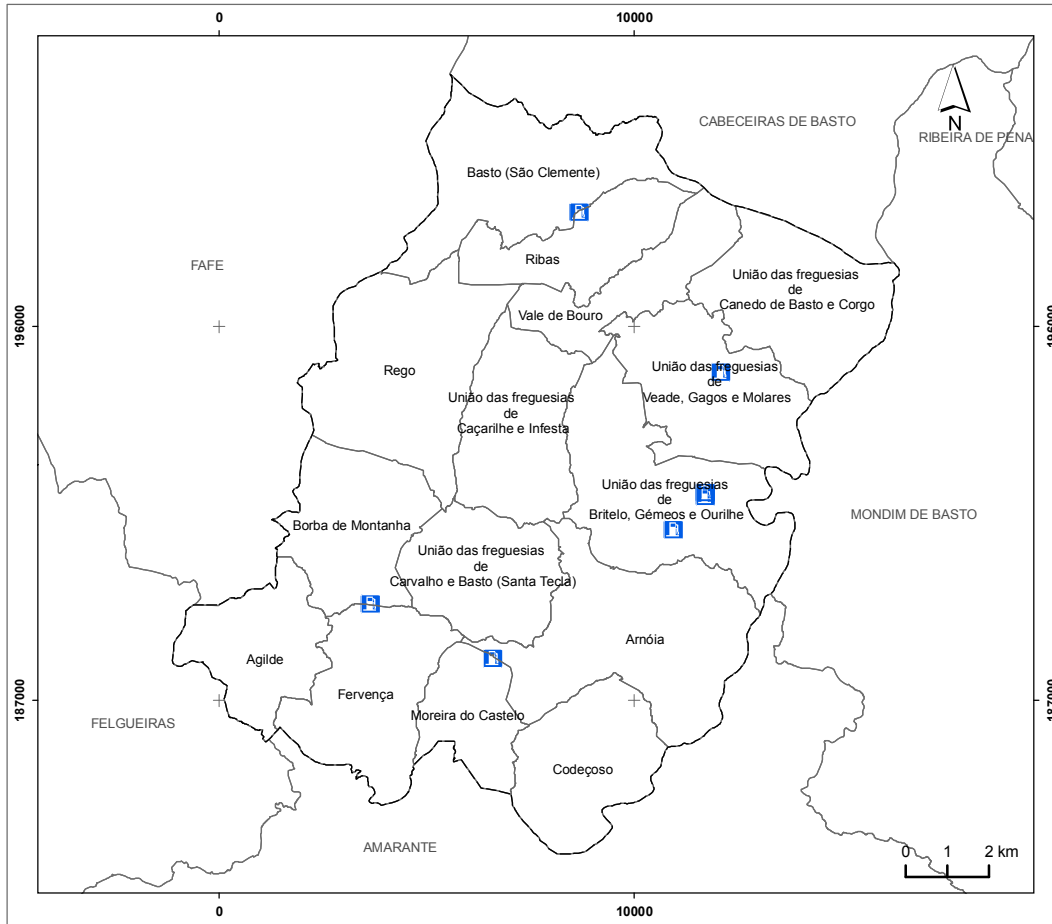 0
10000
CABECEIRAS DE BASTO
N
RIBEIRA DE PENA
Basto (São Clemente)
Ribas
FAFE
União das freguesias
de
Canedo de Basto e Corgo
196000
196000
Vale de Bouro
Rego
União das freguesias
de
Veade, Gagos e Molares
União das freguesias
de
Caçarilhe e Infesta
União das freguesias
de
Britelo, Gémeos e Ourilhe
MONDIM DE BASTO
Borba de Montanha
União das freguesias
de
Carvalho e Basto (Santa Tecla)
Arnóia
Agilde
Fervença
187000
187000
Moreira do Castelo
FELGUEIRAS
Codeçoso
AMARANTE
0 1 2 km
0
10000